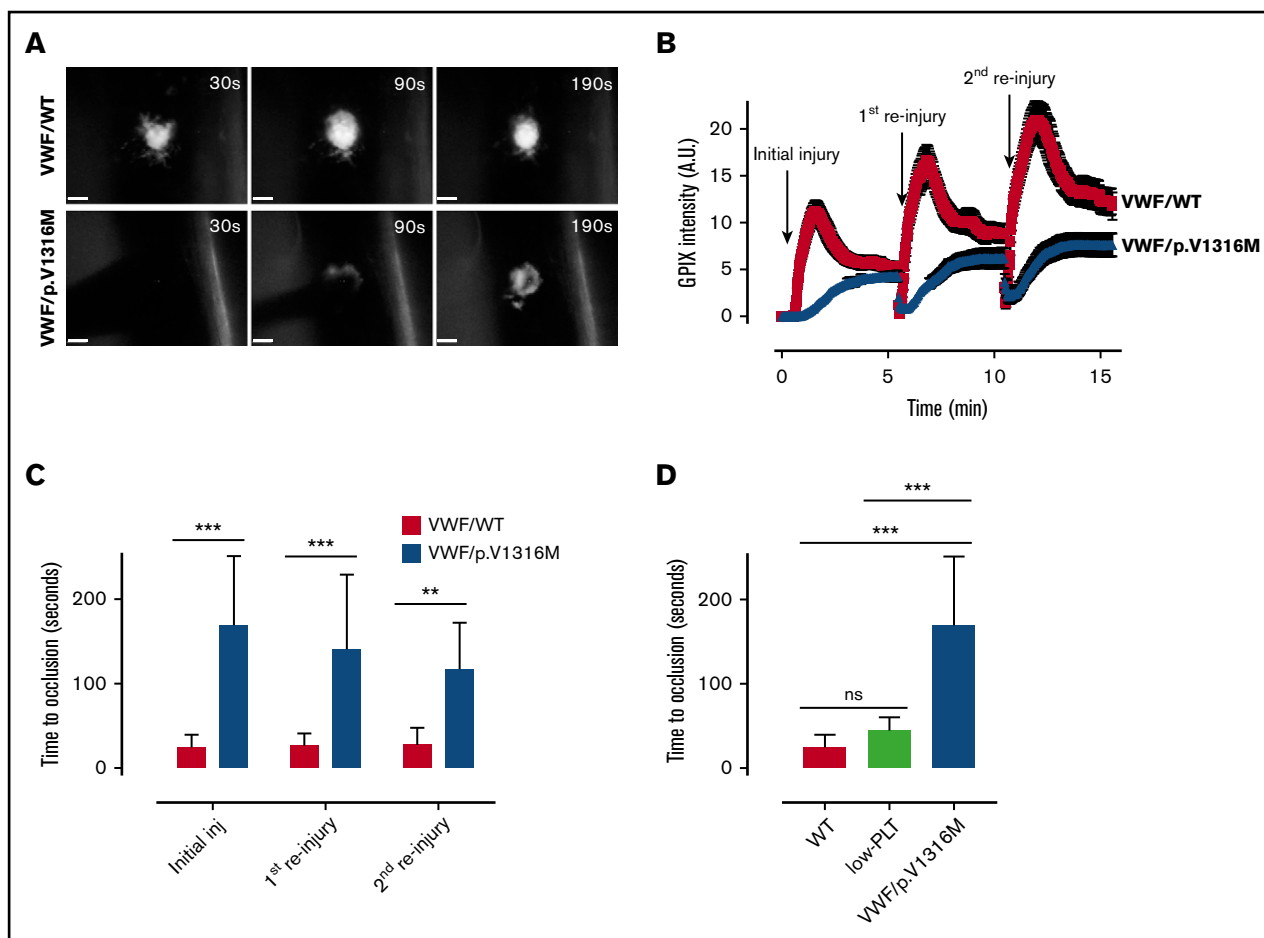 A
VWF/WT
30s
90s
190s
VWF/p.V1316M
30s
90s
190s
B
GPIX intensity (A.U.)
20
15
10
5
0
Initial injury
1st re-injury
2nd re-injury
VWF/WT
VWF/p.V1316M
0
5
10
15
Time (min)
C
Time to occlusion (seconds)
200
100
0
***
***
**
VWF/WT
VWF/p.V1316M
Initial inj
1st re-injury
2nd re-injury
D
Time to occlusion (seconds)
200
100
0
***
***
ns
WT
low-PLT
VWF/p.V1316M